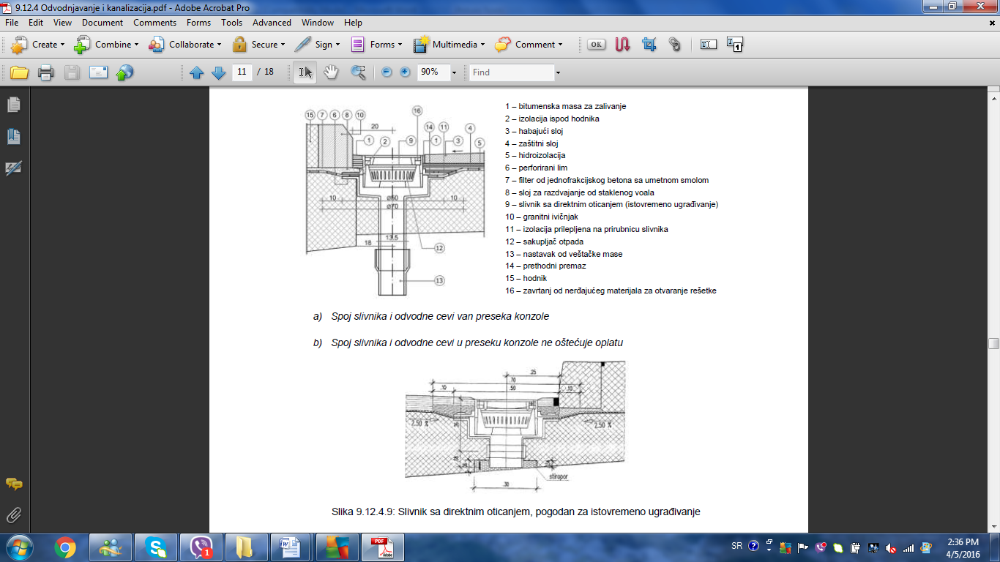 9.12.4 Odvodnjavanje i kanalizacija.pdf - Adobe Acrobat Pro
File Edit View Document Comments Forms Tools Advanced Window Help
Create Combine Collaborate Secure Sign Forms Multimedia Comment OK
11 / 18 90% Find
15 7 6 8 10 16
20 14 11 4
1 2 9 1 3 5
10 ø60 10
ø70
13,5
18
12
13
1 – bitumenska masa za zalivanje
2 – izolacija ispod hodnika
3 – habajući sloj
4 – zaštitni sloj
5 – hidroizolacija
6 – perforirani lim
7 – filter od jednofrakcijskog betona sa umetnom smolom
8 – sloj za razdvajanje od staklenog voala
9 – slivnik sa direktnim oticanjem (istovremeno ugrađivanje)
10 – granitni ivičnjak
11 – izolacija prilepljena na prirubnicu slivnika
12 – sakupljač otpada
13 – nastavak od veštačke mase
14 – prethodni premaz
15 – hodnik
16 – zavrtanj od nerđajućeg materijala za otvaranje rešetke
a) Spoj slivnika i odvodne cevi van preseka konzole
b) Spoj slivnika i odvodne cevi u preseku konzole ne oštećuje oplatu
.25
.70
.10 .50 .10
2.50 % 2.50 %
stiropor
.30
Slika 9.12.4.9: Slivnik sa direktnim oticanjem, pogodan za istovremeno ugrađivanje
SR 2:36 PM
4/5/2016